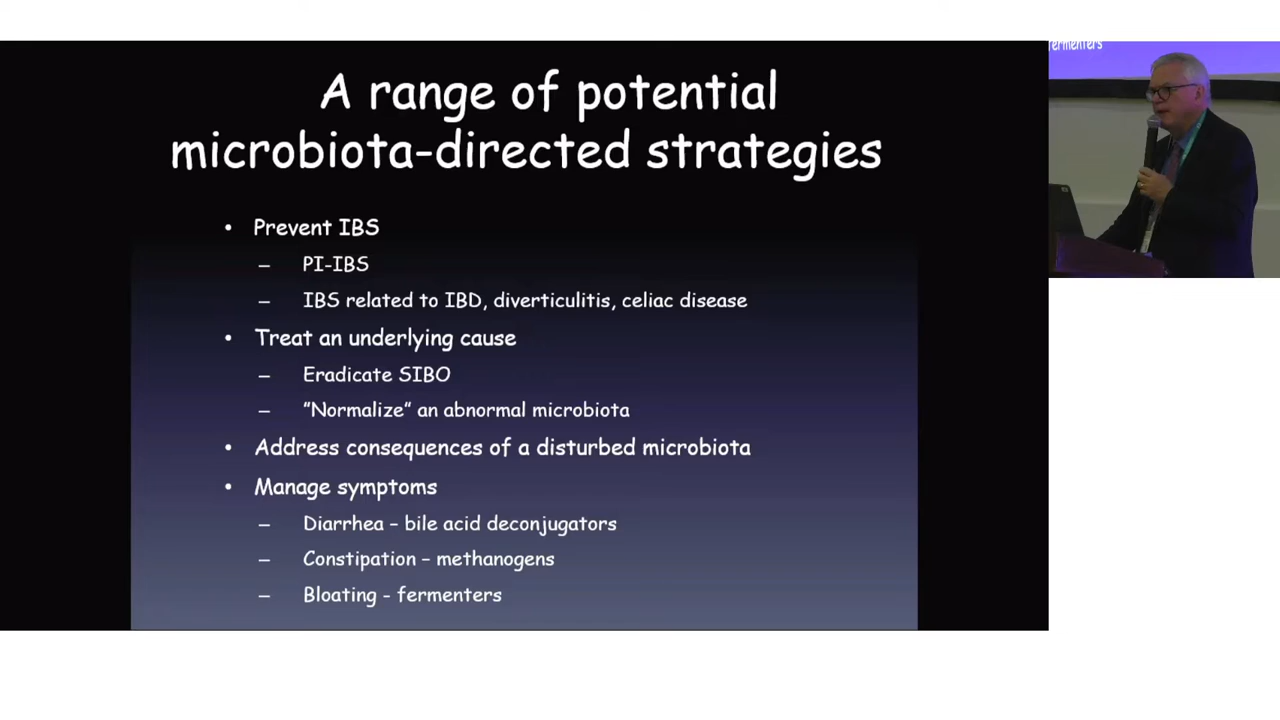 A range of potential
microbiota-directed strategies
• Prevent IBS
– PI-IBS
– IBS related to IBD, diverticulitis, celiac disease
• Treat an underlying cause
– Eradicate SIBO
– ”Normalize” an abnormal microbiota
• Address consequences of a disturbed microbiota
• Manage symptoms
– Diarrhea – bile acid deconjugators
– Constipation – methanogens
– Bloating - fermenters
fermenters